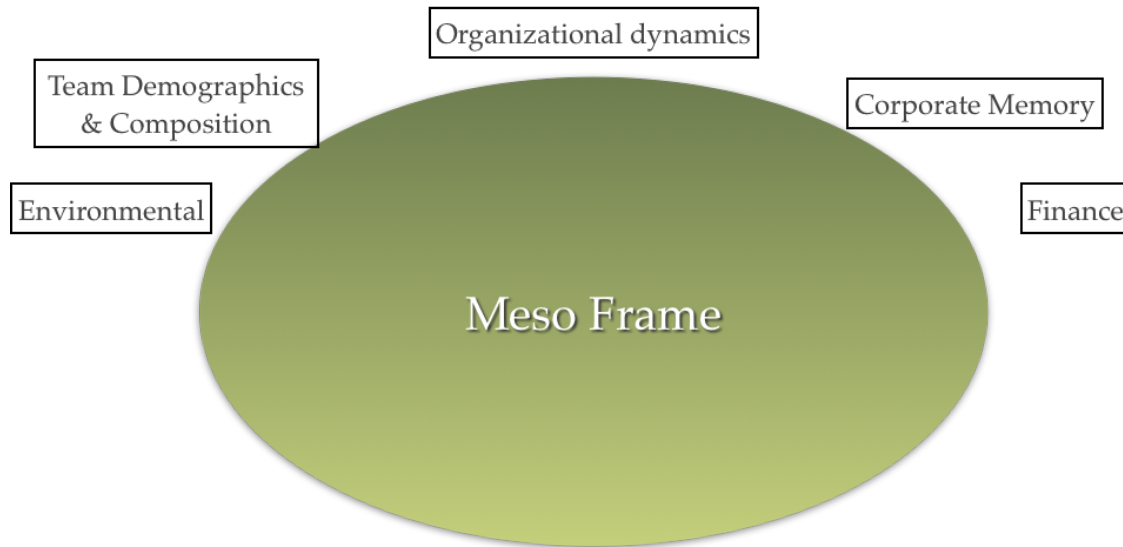 Organizational dynamics
Team Demographics
& Composition
Corporate Memory
Environmental
Finance
Meso Frame